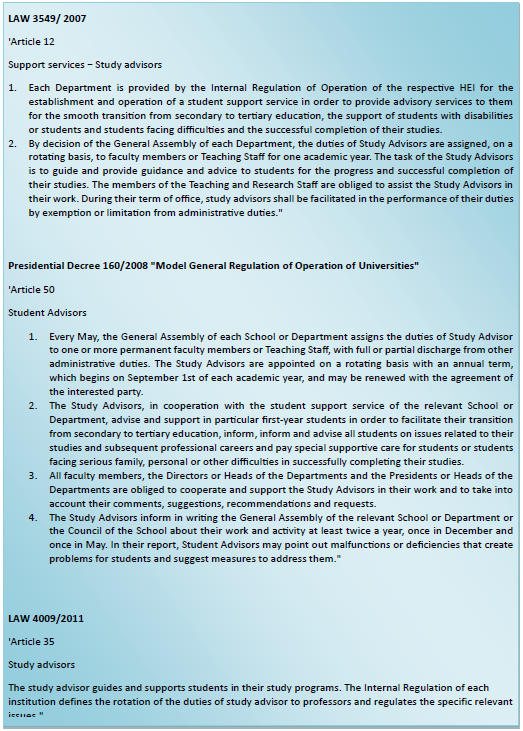 LAW 3549/ 2007
'Article 12
Support services – Study advisors
1. Each Department is provided by the Internal Regulation of Operation of the respective HEI for the
establishment and operation of a student support service in order to provide advisory services to them
for the smooth transition from secondary to tertiary education, the support of students with disabilities
or students and students facing difficulties and the successful completion of their studies.
2. By decision of the General Assembly of each Department, the duties of Study Advisors are assigned, on a
rotating basis, to faculty members or Teaching Staff for one academic year. The task of the Study Advisors
is to guide and provide guidance and advice to students for the progress and successful completion of
their studies. The members of the Teaching and Research Staff are obliged to assist the Study Advisors in
their work. During their term of office, study advisors shall be facilitated in the performance of their duties
by exemption or limitation from administrative duties."
Presidential Decree 160/2008 "Model General Regulation of Operation of Universities"
'Article 50
Student Advisors
1. Every May, the General Assembly of each School or Department assigns the duties of Study Advisor
to one or more permanent faculty members or Teaching Staff, with full or partial discharge from other
administrative duties. The Study Advisors are appointed on a rotating basis with an annual term,
which begins on September 1st of each academic year, and may be renewed with the agreement of
the interested party.
2. The Study Advisors, in cooperation with the student support service of the relevant School or
Department, advise and support in particular first-year students in order to facilitate their transition
from secondary to tertiary education, inform, inform and advise all students on issues related to their
studies and subsequent professional careers and pay special supportive care for students or students
facing serious family, personal or other difficulties in successfully completing their studies.
3. All faculty members, the Directors or Heads of the Departments and the Presidents or Heads of the
Departments are obliged to cooperate and support the Study Advisors in their work and to take into
account their comments, suggestions, recommendations and requests.
4. The Study Advisors inform in writing the General Assembly of the relevant School or Department or
the Council of the School about their work and activity at least twice a year, once in December and
once in May. In their report, Student Advisors may point out malfunctions or deficiencies that create
problems for students and suggest measures to address them."
LAW 4009/2011
'Article 35
Study advisors
The study advisor guides and supports students in their study programs. The Internal Regulation of each
institution defines the rotation of the duties of study advisor to professors and regulates the specific relevant
issues."